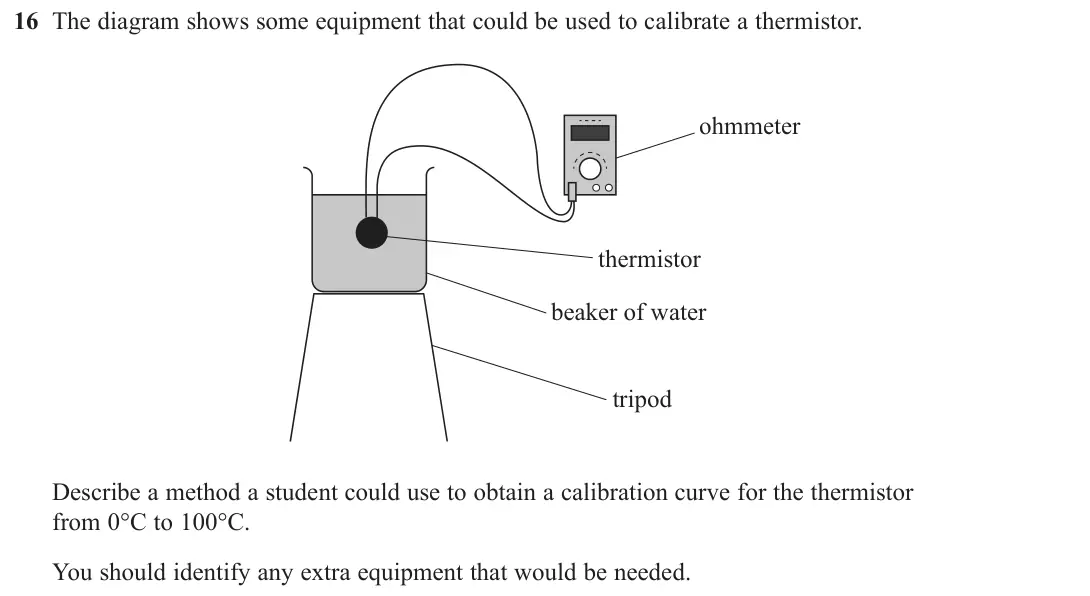 16 The diagram shows some equipment that could be used to calibrate a thermistor.
ohmmeter
thermistor
beaker of water
tripod
Describe a method a student could use to obtain a calibration curve for the thermistor
from 0°C to 100°C.
You should identify any extra equipment that would be needed.